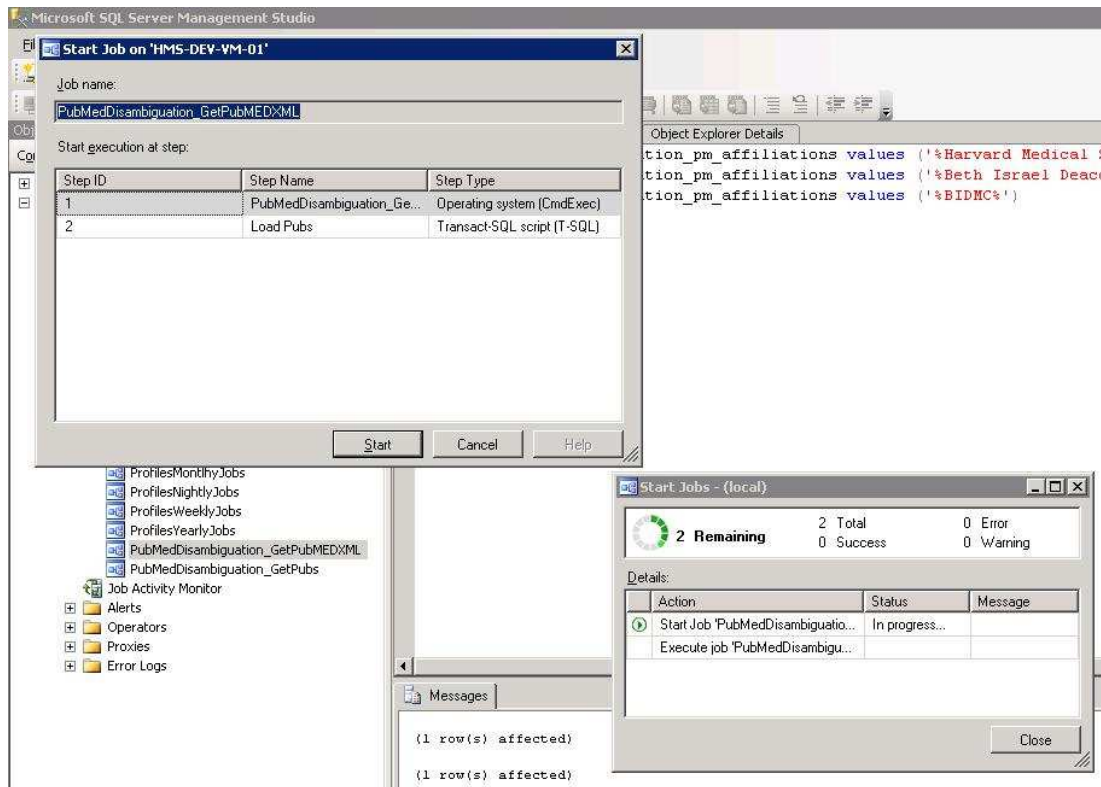 Microsoft SQL Server Management Studio
Start Job on 'HMS-DEV-VM-01'
Job name:
PubMedDisambiguation_GetPubMEDXML
Start execution at step:
Step ID Step Name Step Type
1 PubMedDisambiguation_Ge... Operating system (CmdExec)
2 Load Pubs Transact-SQL script (T-SQL)
Start Cancel Help
Object Explorer Details
tion_pm_affiliations values ('%Harvard Medical
tion_pm_affiliations values ('%Beth Israel Deaco
tion_pm_affiliations values ('%BIDMC%')
ProfilesMontlhyJobs
ProfilesNightlyJobs
ProfilesWeeklyJobs
ProfilesYearlyJobs
PubMedDisambiguation_GetPubMEDXML
PubMedDisambiguation_GetPubs
Job Activity Monitor
Alerts
Operators
Proxies
Error Logs
Start Jobs - (local)
2 Remaining
2 Total 0 Error
0 Success 0 Warning
Details:
Action Status Message
Start Job 'PubMedDisambiguatio... In progress...
Execute job 'PubMedDisambigu...
Close
Messages
(1 row(s) affected)
(1 row(s) affected)